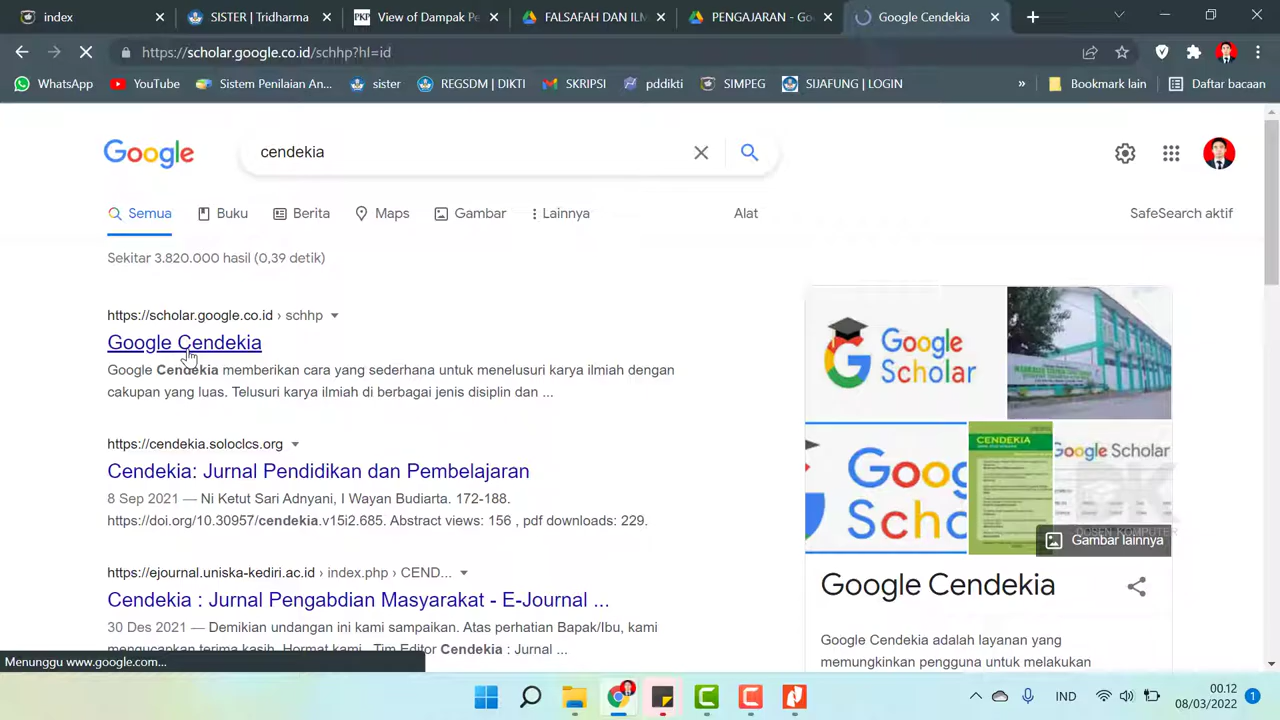 index
SISTER | Tridharma
PKP View of Dampak Pe
FALSAFAH DAN ILM
PENGAJARAN - Go
Google Cendekia
https://scholar.google.co.id/schhp?hl=id
WhatsApp
YouTube
Sistem Penilaian An...
sister
REGSDM | DIKTI
SKRIPSI
pddikti
SIMPEG
SIJAFUNG | LOGIN
»
Bookmark lain
Daftar bacaan
Google
cendekia
Semua
Buku
Berita
Maps
Gambar
Lainnya
Alat
SafeSearch aktif
Sekitar 3.820.000 hasil (0,39 detik)
https://scholar.google.co.id › schhp
Google Cendekia
Google Cendekia memberikan cara yang sederhana untuk menelusuri karya ilmiah dengan
cakupan yang luas. Telusuri karya ilmiah di berbagai jenis disiplin dan ...
https://cendekia.soloclcs.org
Cendekia: Jurnal Pendidikan dan Pembelajaran
8 Sep 2021 — Ni Ketut Sari Adnyani, I Wayan Budiarta. 172-188.
https://doi.org/10.30957/cendekia.v15i2.685. Abstract views: 156 , pdf downloads: 229.
https://ejournal.uniska-kediri.ac.id › index.php › CEND...
Cendekia : Jurnal Pengabdian Masyarakat - E-Journal ...
30 Des 2021 — Demikian undangan ini kami sampaikan. Atas perhatian Bapak/Ibu, kami
mengucapkan terima kasih. Hormat kami. Tim Editor Cendekia : Jurnal ...
Google
Scholar
CENDEKIA
Goo
Scho
Google Scholar
DOSEN KOMPUTER
Gambar lainnya
Google Cendekia
Google Cendekia adalah layanan yang
memungkinkan pengguna untuk melakukan
Menunggu www.google.com...
IND
00.12
08/03/2022
1